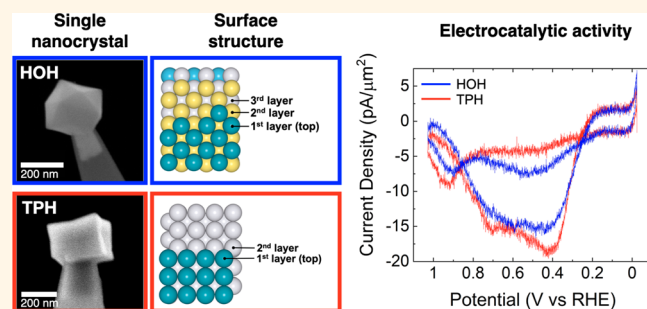 Single
nanocrystal
Surface
structure
Electrocatalytic activity
HOH
200 nm
3rd layer
2nd layer
1st layer (top)
TPH
200 nm
2nd layer
1st layer (top)
HOH
TPH
5
0
-5
-10
-15
-20
Current Density (pA/μm²)
1 0.8 0.6 0.4 0.2 0
Potential (V vs RHE)